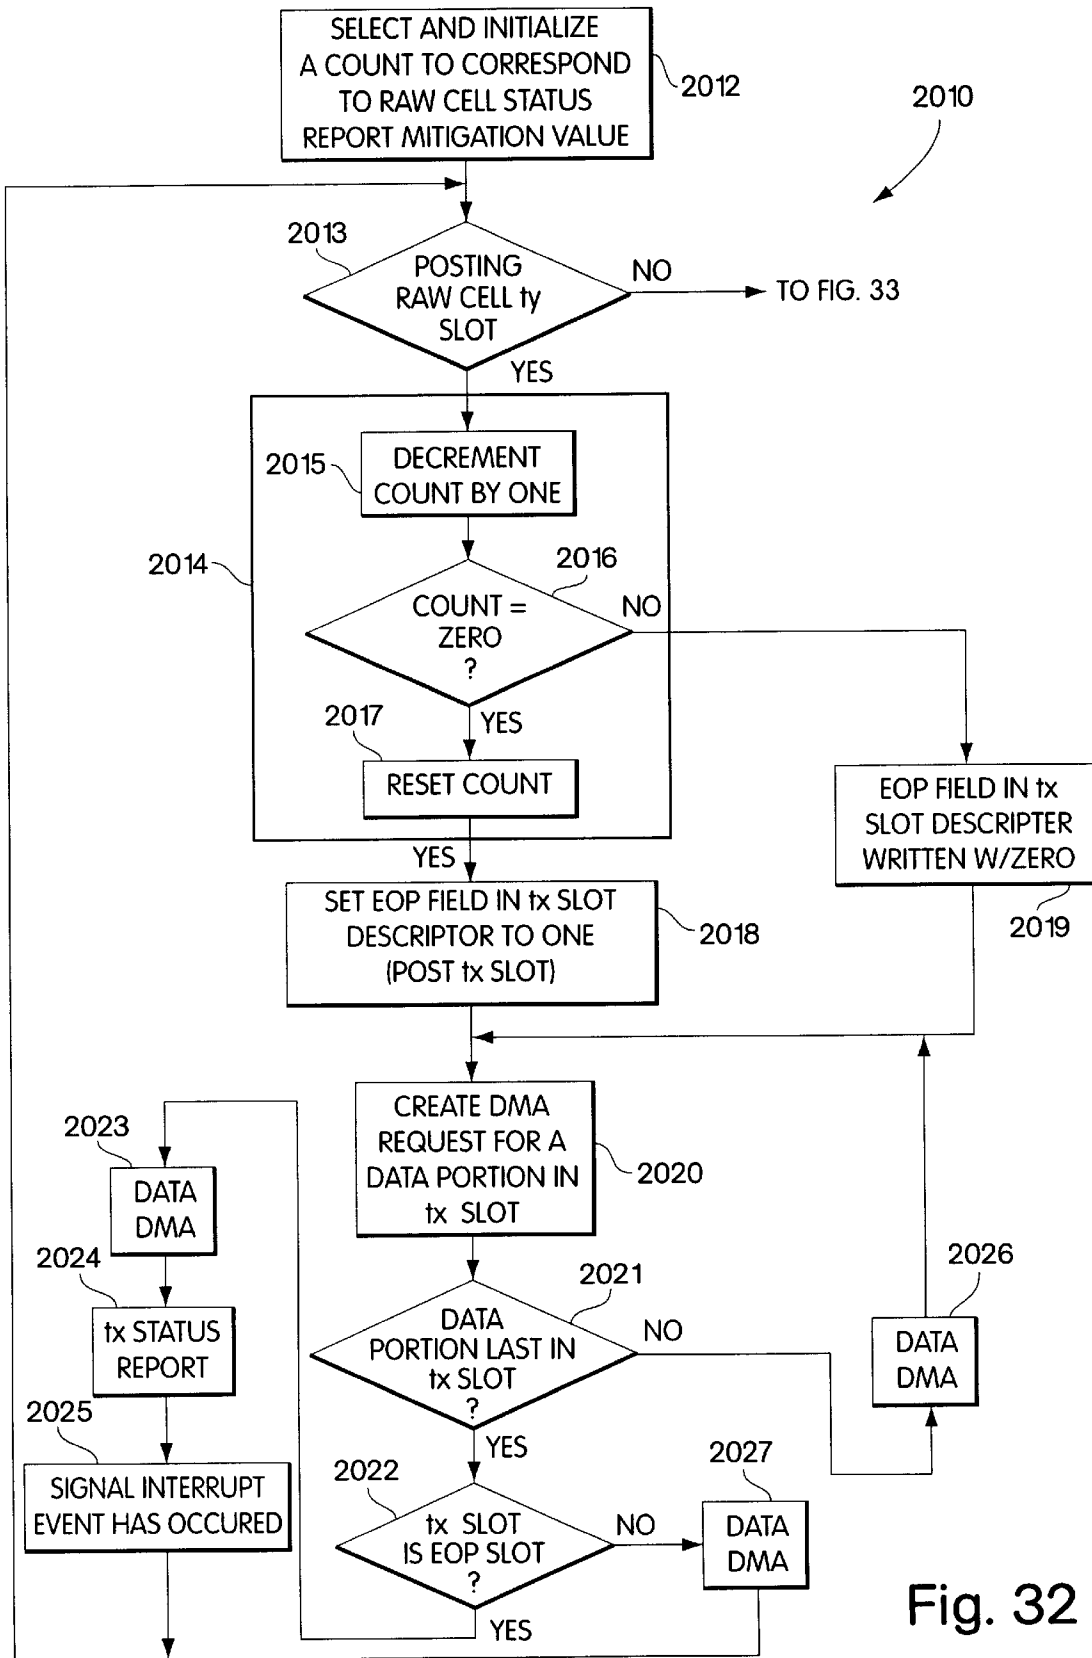 SELECT AND INITIALIZE
A COUNT TO CORRESPOND
TO RAW CELL STATUS
REPORT MITIGATION VALUE
2012
2010
2013
POSTING
RAW CELL ty
SLOT
NO
TO FIG. 33
YES
DECREMENT
COUNT BY ONE
2015
2014
2016
COUNT =
ZERO
?
NO
YES
2017
RESET COUNT
YES
EOP FIELD IN tx
SLOT DESCRIPTER
WRITTEN W/ZERO
2019
SET EOP FIELD IN tx SLOT
DESCRIPTOR TO ONE
(POST tx SLOT)
2018
CREATE DMA
REQUEST FOR A
DATA PORTION IN
tx SLOT
2020
2023
DATA
DMA
2024
tx STATUS
REPORT
2025
SIGNAL INTERRUPT
EVENT HAS OCCURED
2021
DATA
PORTION LAST IN
tx SLOT
?
NO
YES
2026
DATA
DMA
2022
tx SLOT
IS EOP SLOT
?
NO
YES
2027
DATA
DMA
Fig. 32